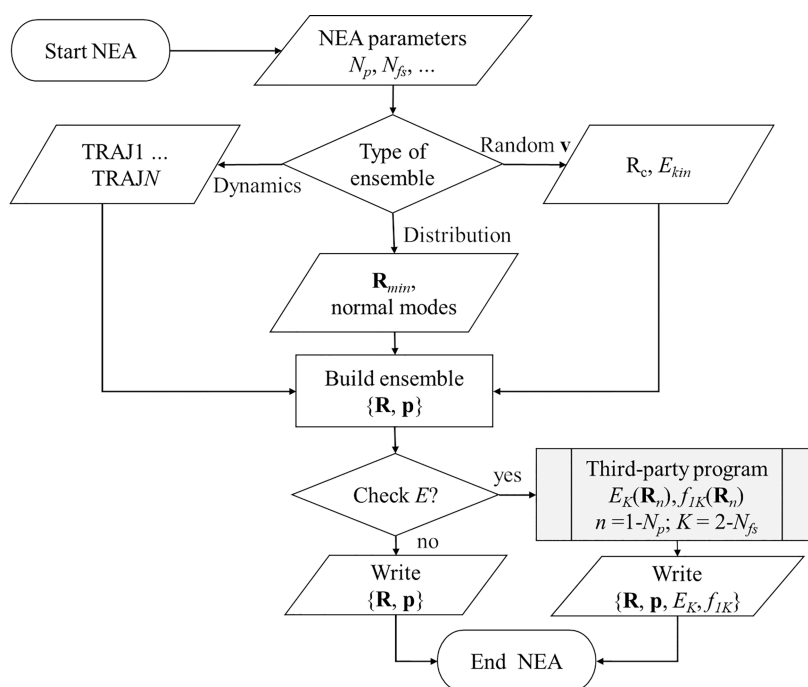 Start NEA
NEA parameters
Np, Nfs, ...
TRAJ1 ...
TRAJN
Dynamics
Type of
ensemble
Random v
Rc, Ekin
Distribution
Rmin,
normal modes
Build ensemble
{R, p}
Check E?
yes
Third-party program
EK(Rn), f1K(Rn)
n =1-Np; K = 2-Nfs
no
Write
{R, p}
Write
{R, p, EK, f1K}
End NEA